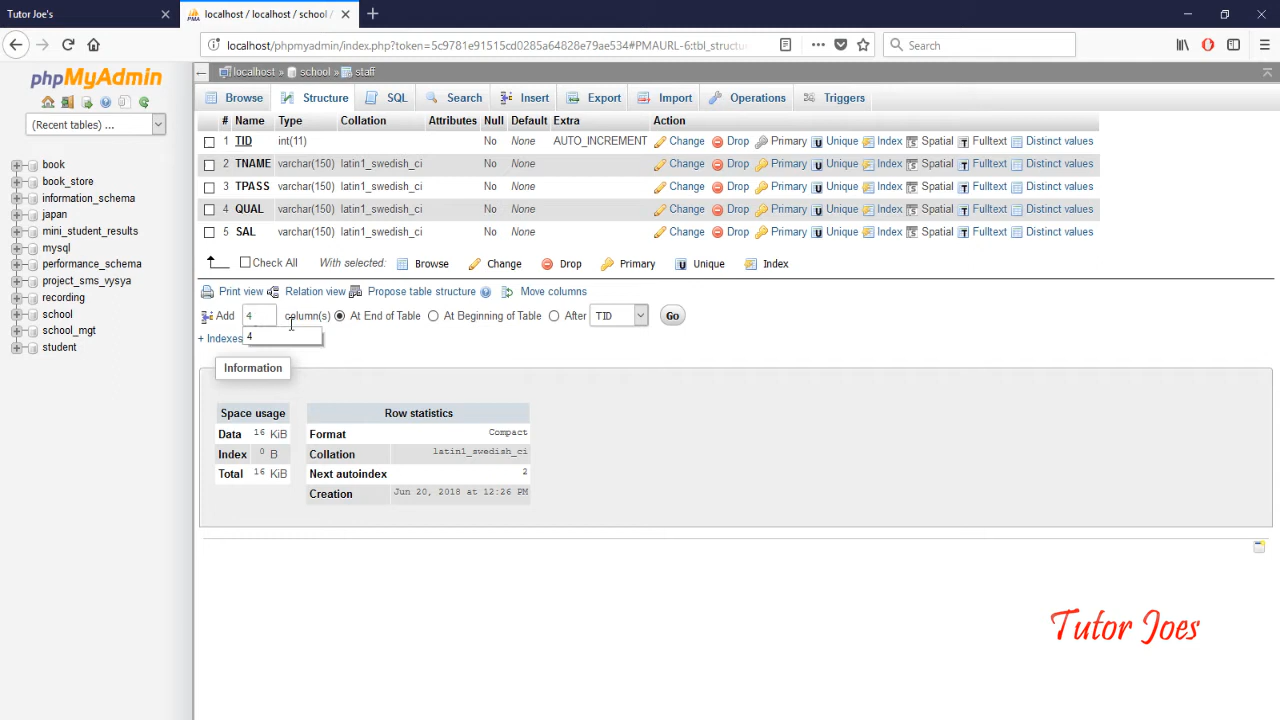 Tutor Joe's
PMA localhost / localhost / school /
localhost/phpmyadmin/index.php?token=5c9781e91515cd0285a64828e79ae534#PMAURL-6:tbl_structu
Search
phpMyAdmin
(Recent tables) ...
book
book_store
information_schema
japan
mini_student_results
mysql
performance_schema
project_sms_vysya
recording
school
school_mgt
student
localhost » school » staff
Browse Structure SQL Search Insert Export Import Operations Triggers
# Name Type Collation Attributes Null Default Extra Action
1 TID int(11) No None AUTO_INCREMENT Change Drop Primary Unique Index Spatial Fulltext Distinct values
2 TNAME varchar(150) latin1_swedish_ci No None Change Drop Primary Unique Index Spatial Fulltext Distinct values
3 TPASS varchar(150) latin1_swedish_ci No None Change Drop Primary Unique Index Spatial Fulltext Distinct values
4 QUAL varchar(150) latin1_swedish_ci No None Change Drop Primary Unique Index Spatial Fulltext Distinct values
5 SAL varchar(150) latin1_swedish_ci No None Change Drop Primary Unique Index Spatial Fulltext Distinct values
Check All With selected: Browse Change Drop Primary Unique Index
Print view Relation view Propose table structure Move columns
Add 4 column(s) At End of Table At Beginning of Table After TID Go
4
+ Indexes
Information
Space usage
Data 16 KiB
Index 0 B
Total 16 KiB
Row statistics
Format Compact
Collation latin1_swedish_ci
Next autoindex 2
Creation Jun 20, 2018 at 12:26 PM
Tutor Joes